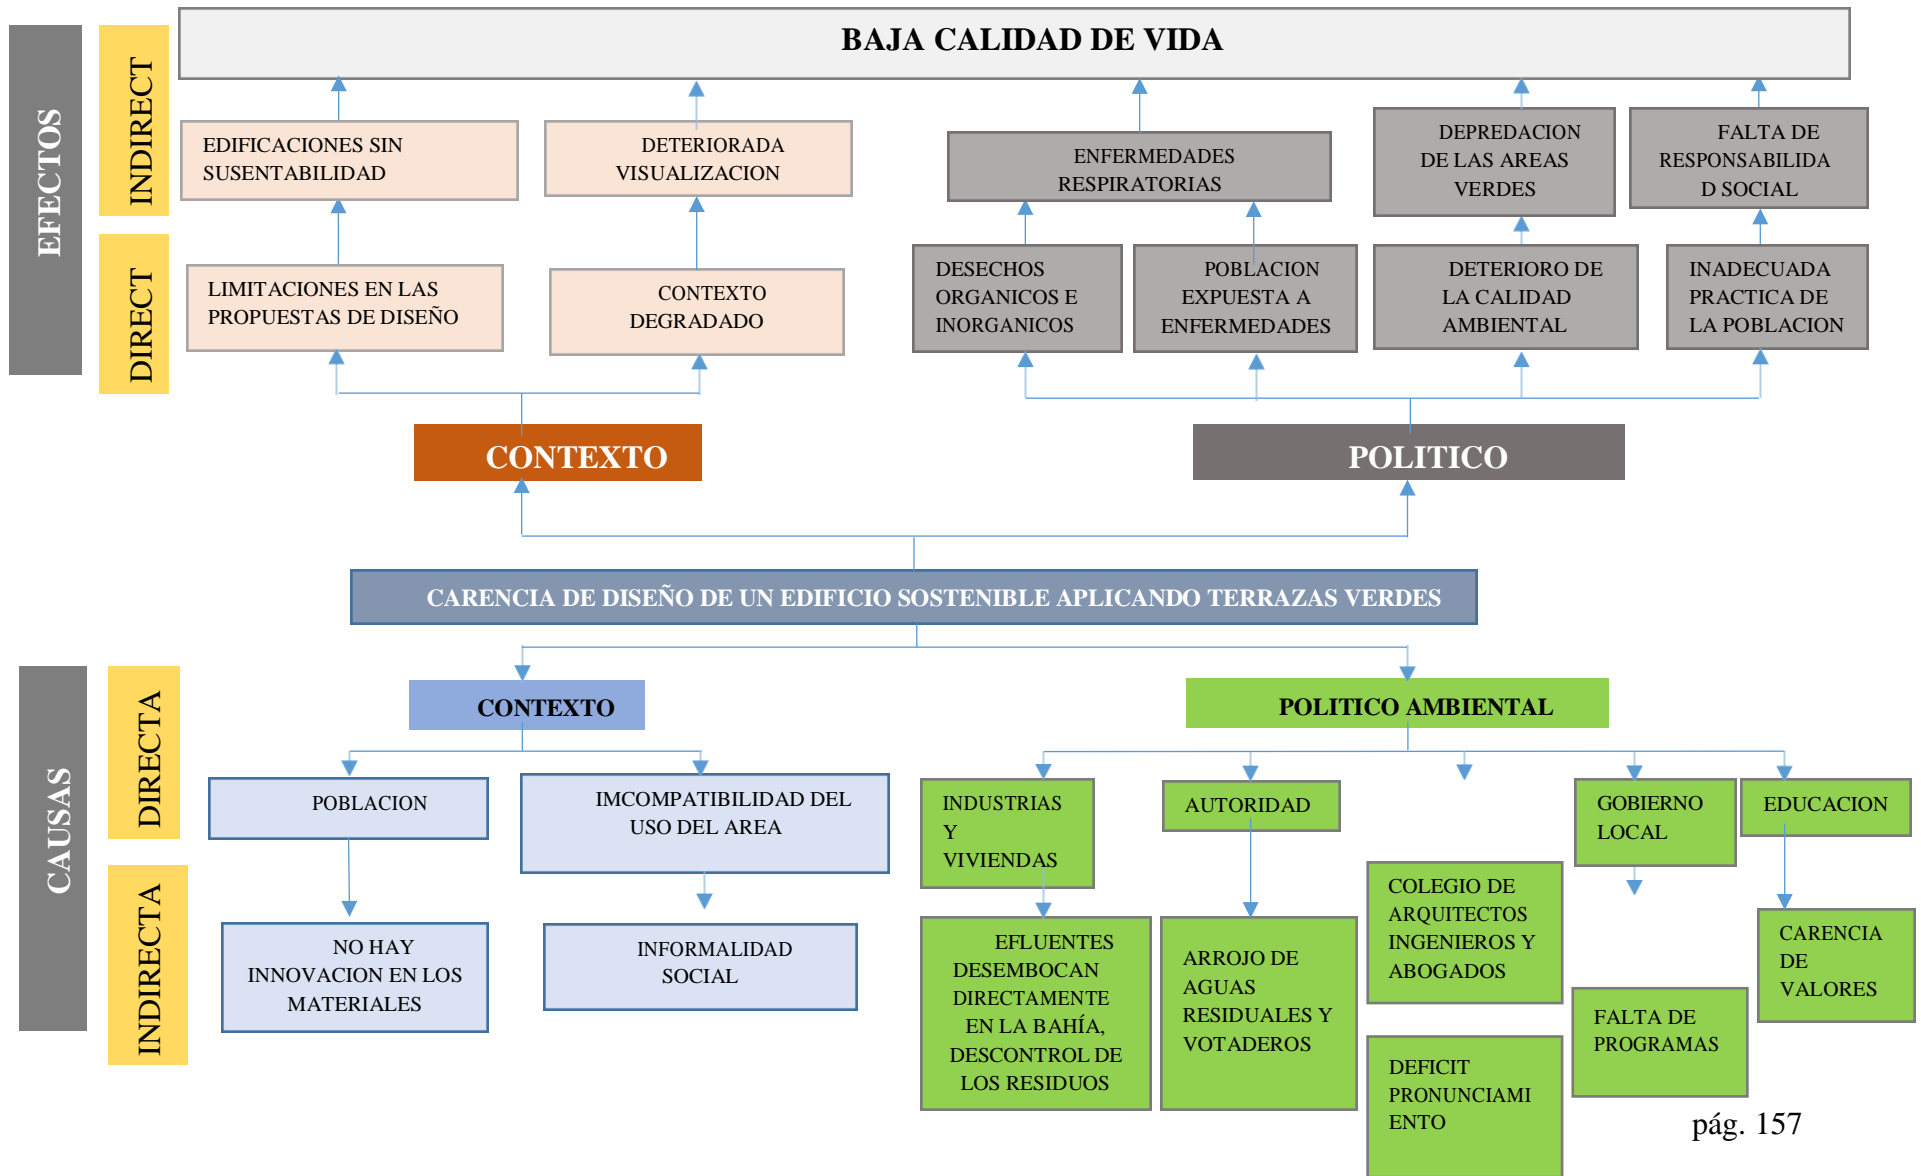 BAJA CALIDAD DE VIDA
EFECTOS
INDIRECT
EDIFICACIONES SIN
SUSENTABILIDAD
DETERIORADA
VISUALIZACION
ENFERMEDADES
RESPIRATORIAS
DEPREDACION
DE LAS AREAS
VERDES
FALTA DE
RESPONSABILIDA
D SOCIAL
DIRECT
LIMITACIONES EN LAS
PROPUESTAS DE DISEÑO
CONTEXTO
DEGRADADO
DESECHOS
ORGANICOS E
INORGANICOS
POBLACION
EXPUESTA A
ENFERMEDADES
DETERIORO DE
LA CALIDAD
AMBIENTAL
INADECUADA
PRACTICA DE
LA POBLACION
CONTEXTO
POLITICO
CARENCIA DE DISEÑO DE UN EDIFICIO SOSTENIBLE APLICANDO TERRAZAS VERDES
CAUSAS
DIRECTA
CONTEXTO
POLITICO AMBIENTAL
POBLACION
IMCOMPATIBILIDAD DEL
USO DEL AREA
INDUSTRIAS
Y
VIVIENDAS
AUTORIDAD
GOBIERNO
LOCAL
EDUCACION
INDIRECTA
NO HAY
INNOVACION EN LOS
MATERIALES
INFORMALIDAD
SOCIAL
EFLUENTES
DESEMBOCAN
DIRECTAMENTE
EN LA BAHÍA,
DESCONTROL DE
LOS RESIDUOS
ARROJO DE
AGUAS
RESIDUALES Y
VOTADEROS
COLEGIO DE
ARQUITECTOS
INGENIEROS Y
ABOGADOS
DEFICIT
PRONUNCIAMI
ENTO
FALTA DE
PROGRAMAS
CARENCIA
DE
VALORES
pág. 157